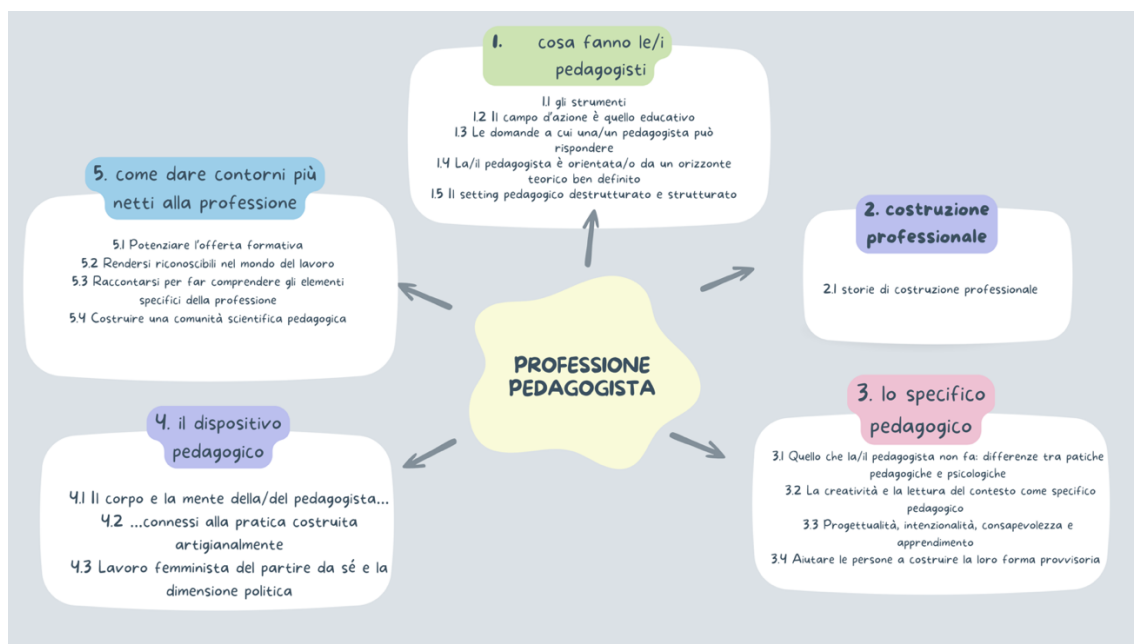 1. cosa fanno le/i
pedagogisti
1.1 gli strumenti
1.2 Il campo d'azione è quello educativo
1.3 Le domande a cui una/un pedagogista può
rispondere
1.4 La/il pedagogista è orientata/o da un orizzonte
teorico ben definito
1.5 Il setting pedagogico destrutturato e strutturato
2. costruzione
professionale
2.1 storie di costruzione professionale
3. lo specifico
pedagogico
3.1 Quello che la/il pedagogista non fa: differenze tra patiche
pedagogiche e psicologiche
3.2 La creatività e la lettura del contesto come specifico
pedagogico
3.3 Progettualità, intenzionalità, consapevolezza e
apprendimento
3.4 Aiutare le persone a costruire la loro forma provvisoria
4. il dispositivo
pedagogico
4.1 Il corpo e la mente della/del pedagogista...
4.2 ...connessi alla pratica costruita
artigianalmente
4.3 Lavoro femminista del partire da sé e la
dimensione politica
5. come dare contorni più
netti alla professione
5.1 Potenziare l'offerta formativa
5.2 Rendersi riconoscibili nel mondo del lavoro
5.3 Raccontarsi per far comprendere gli elementi
specifici della professione
5.4 Costruire una comunità scientifica pedagogica
PROFESSIONE
PEDAGOGISTA